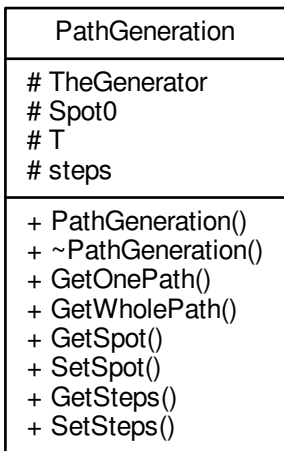 PathGeneration
# TheGenerator
# Spot0
# T
# steps
+ PathGeneration()
+ ~PathGeneration()
+ GetOnePath()
+ GetWholePath()
+ GetSpot()
+ SetSpot()
+ GetSteps()
+ SetSteps()